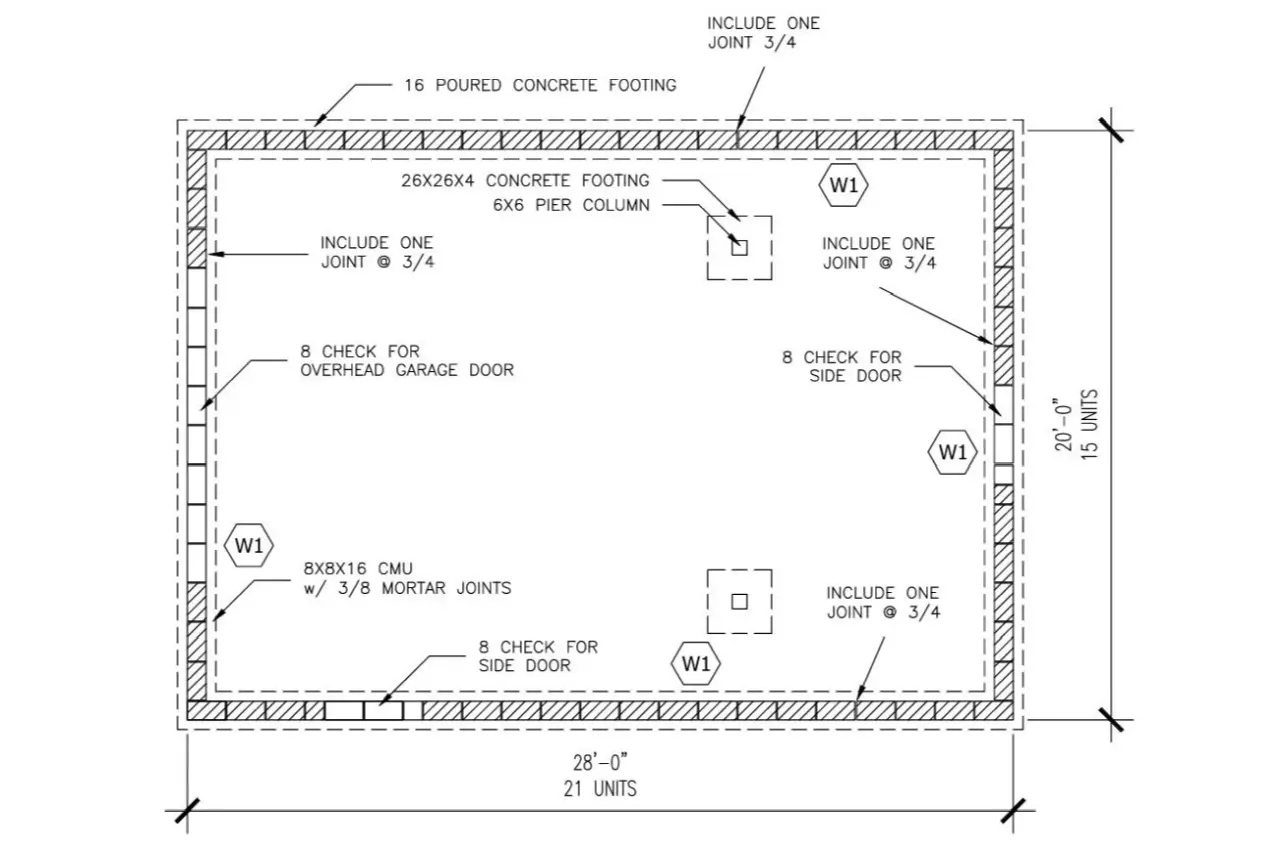 INCLUDE ONE
JOINT 3/4
16 POURED CONCRETE FOOTING
26X26X4 CONCRETE FOOTING
6X6 PIER COLUMN
W1
INCLUDE ONE
JOINT @ 3/4
INCLUDE ONE
JOINT @ 3/4
8 CHECK FOR
OVERHEAD GARAGE DOOR
8 CHECK FOR
SIDE DOOR
20'-0"
15 UNITS
W1
W1
8X8X16 CMU
w/ 3/8 MORTAR JOINTS
INCLUDE ONE
JOINT @ 3/4
8 CHECK FOR
SIDE DOOR
W1
28'-0"
21 UNITS